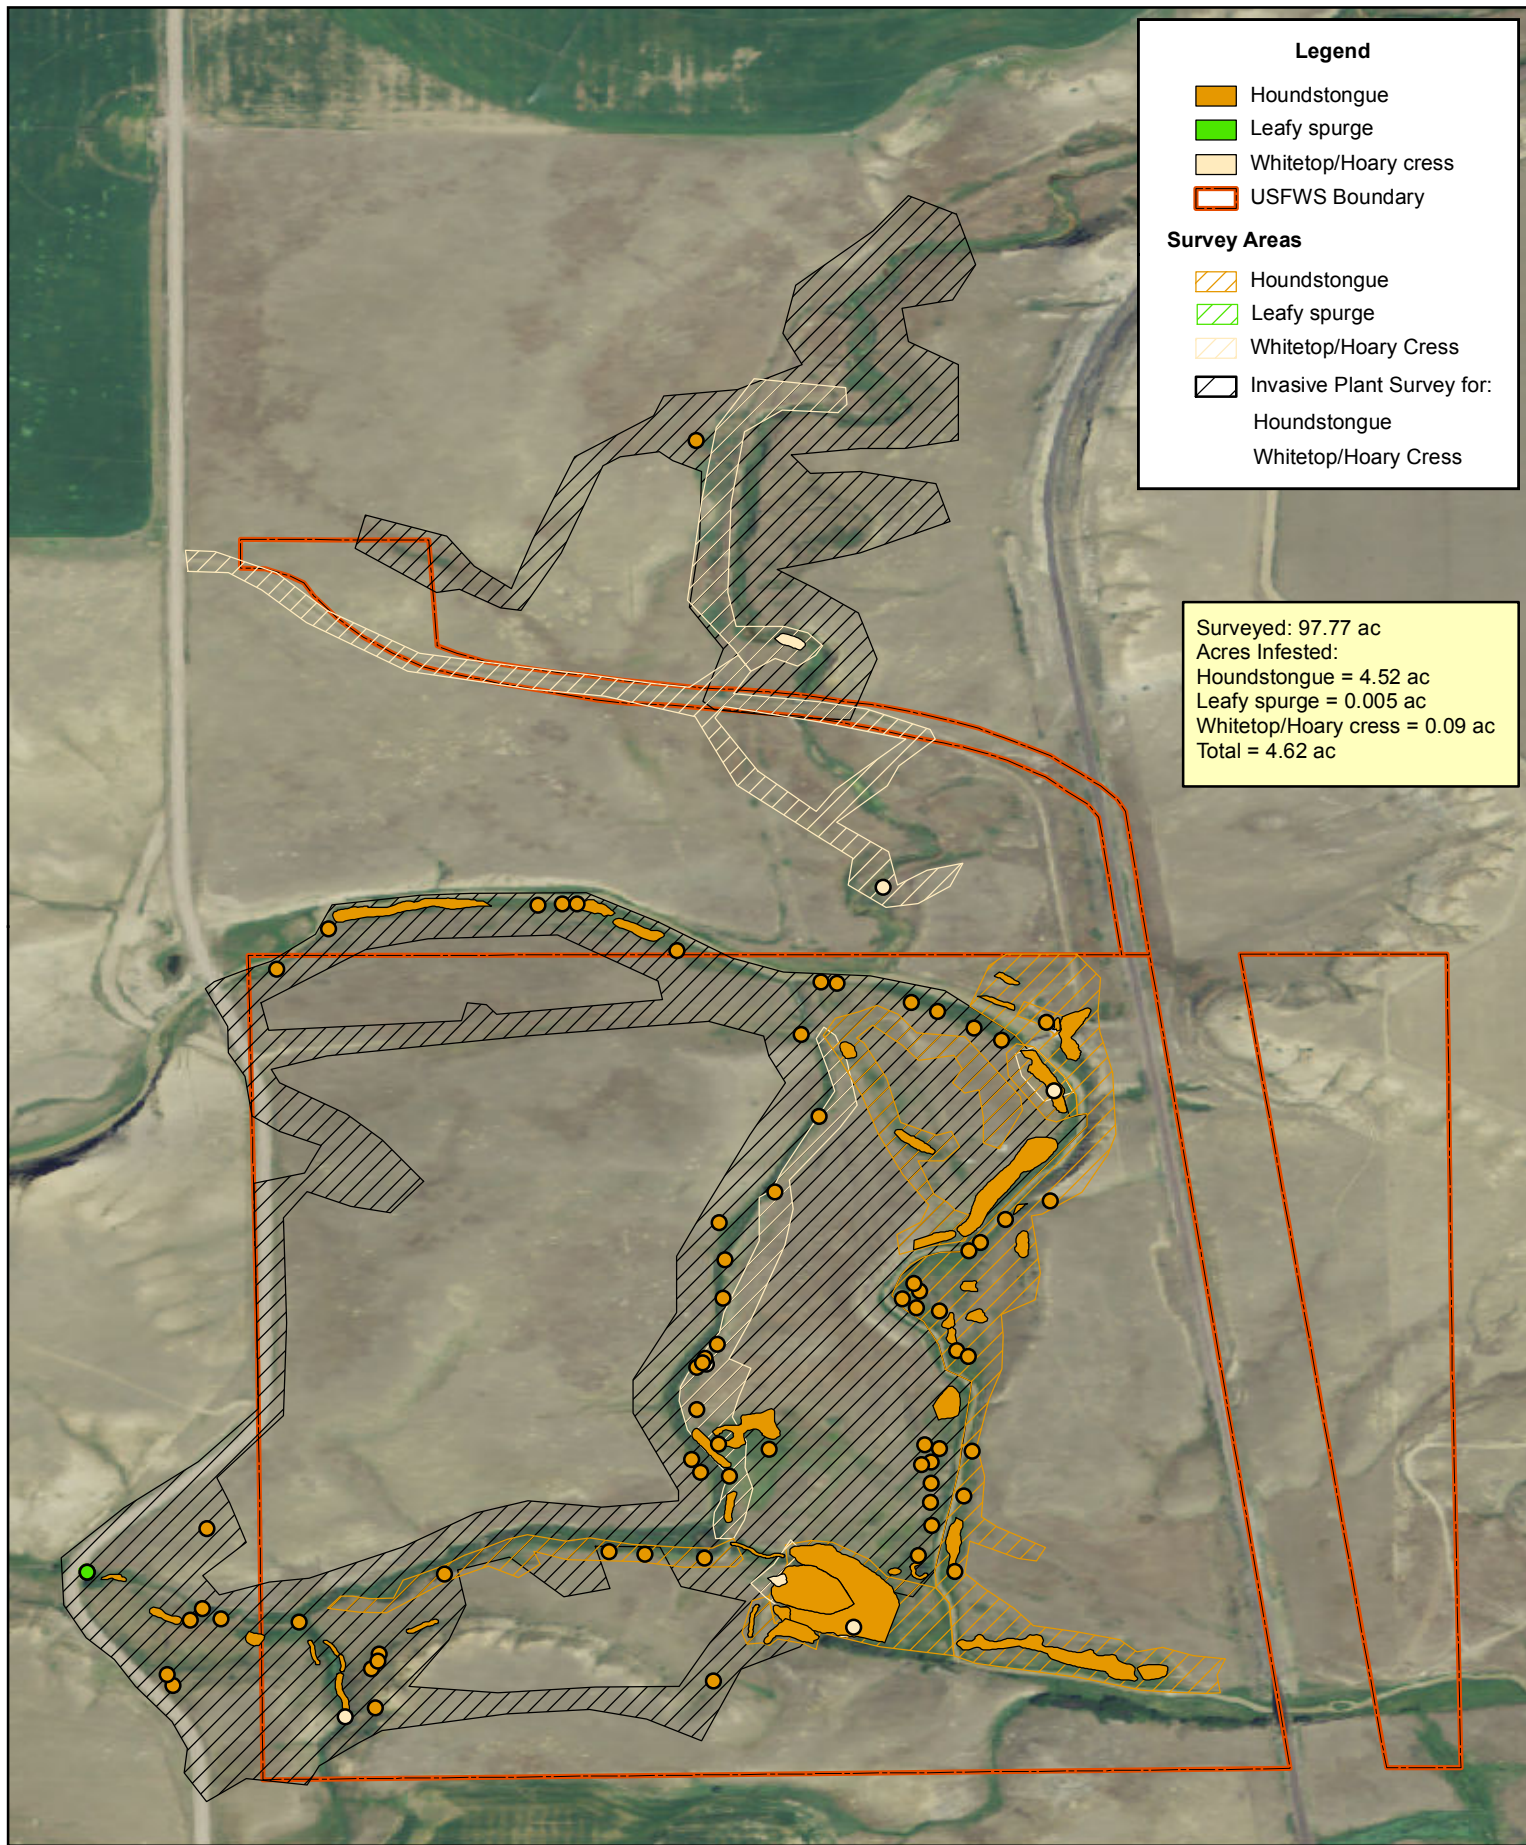 Legend
Houndstongue
Leafy spurge
Whitetop/Hoary cress
USFWS Boundary
Survey Areas
Houndstongue
Leafy spurge
Whitetop/Hoary Cress
Invasive Plant Survey for:
Houndstongue
Whitetop/Hoary Cress
Surveyed: 97.77 ac
Acres Infested:
Houndstongue = 4.52 ac
Leafy spurge = 0.005 ac
Whitetop/Hoary cress = 0.09 ac
Total = 4.62 ac